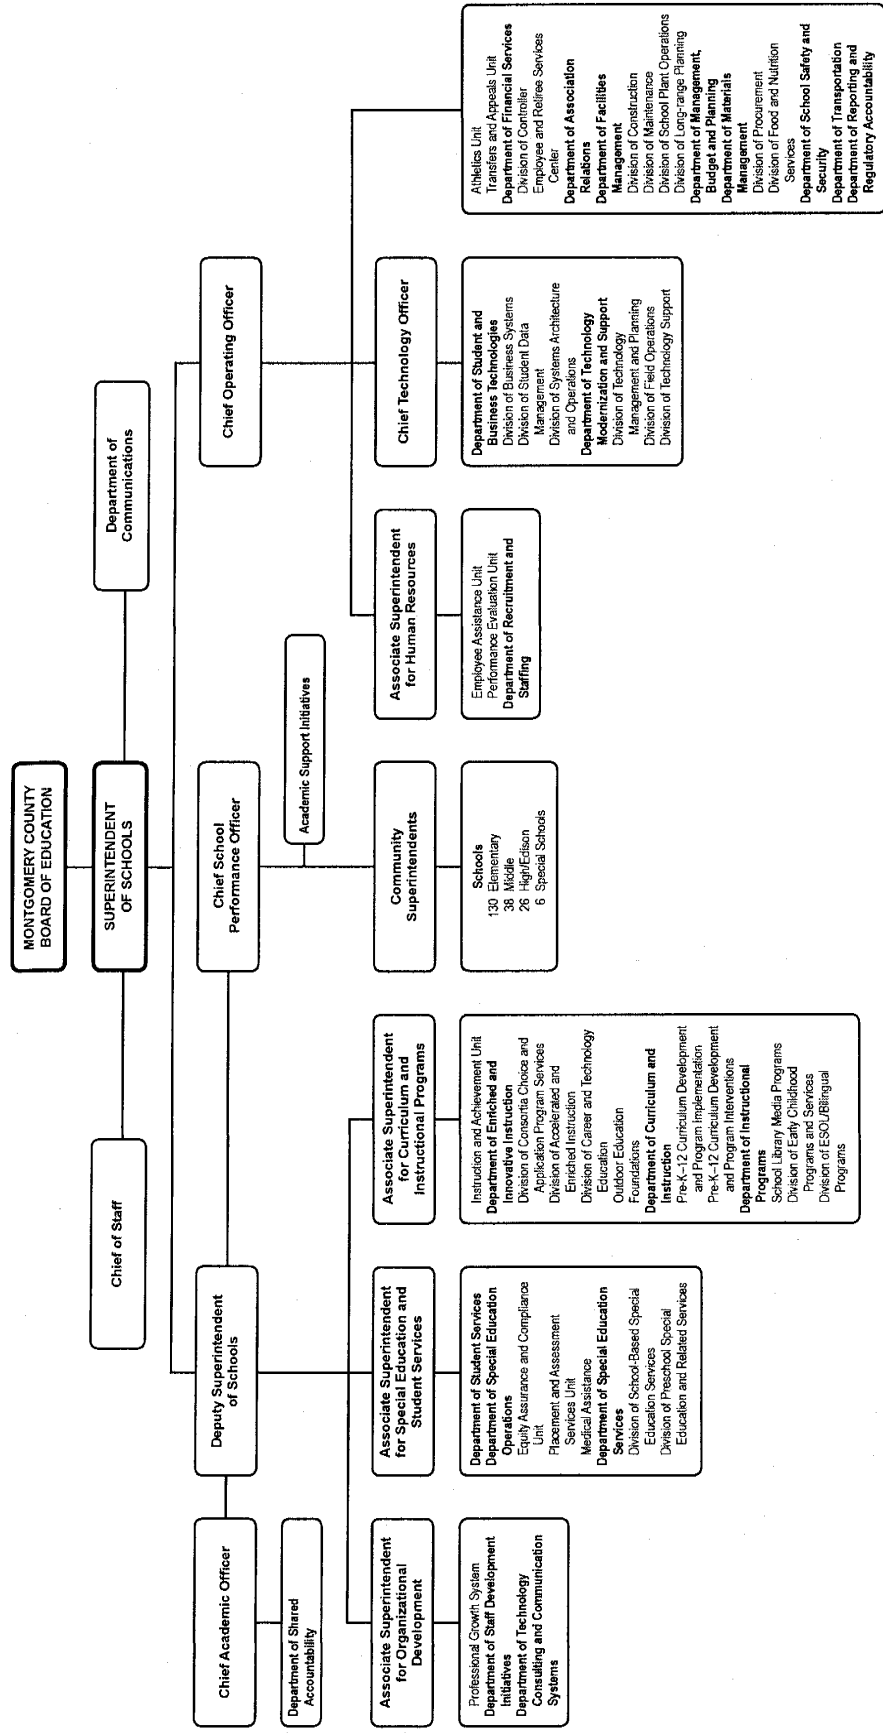 MONTGOMERY COUNTY
BOARD OF EDUCATION
SUPERINTENDENT
OF SCHOOLS
Chief of Staff
Department of
Communications
Chief Academic Officer
Department of Shared
Accountability
Deputy Superintendent
of Schools
Chief School
Performance Officer
Academic Support Initiatives
Chief Operating Officer
Associate Superintendent
for Organizational
Development
Professional Growth System
Department of Staff Development
Initiatives
Department of Technology
Consulting and Communication
Systems
Associate Superintendent
for Special Education and
Student Services
Department of Student Services
Department of Special Education
Operations
Equity Assurance and Compliance
Unit
Placement and Assessment
Services Unit
Medical Assistance
Department of Special Education
Services
Division of School-Based Special
Education Services
Division of Preschool Special
Education and Related Services
Associate Superintendent
for Curriculum and
Instructional Programs
Instruction and Achievement Unit
Department of Enriched and
Innovative Instruction
Division of Consortia Choice and
Application Program Services
Division of Accelerated and
Enriched Instruction
Division of Career and Technology
Education
Outdoor Education
Foundations
Department of Curriculum and
Instruction
Pre-K–12 Curriculum Development
and Program Implementation
Pre-K–12 Curriculum Development
and Program Interventions
Department of Instructional
Programs
School Library Media Programs
Division of Early Childhood
Programs and Services
Division of ESOL/Bilingual
Programs
Community
Superintendents
Schools
130 Elementary
38 Middle
26 High/Edison
6 Special Schools
Associate Superintendent
for Human Resources
Employee Assistance Unit
Performance Evaluation Unit
Department of Recruitment and
Staffing
Chief Technology Officer
Department of Student and
Business Technologies
Division of Business Systems
Division of Student Data
Management
Division of Systems Architecture
and Operations
Department of Technology
Modernization and Support
Division of Technology
Management and Planning
Division of Field Operations
Division of Technology Support
Athletics Unit
Transfers and Appeals Unit
Department of Financial Services
Division of Controller
Employee and Retiree Services
Center
Department of Association
Relations
Department of Facilities
Management
Division of Construction
Division of Maintenance
Division of School Plant Operations
Division of Long-range Planning
Department of Management,
Budget and Planning
Department of Materials
Management
Division of Procurement
Division of Food and Nutrition
Services
Department of School Safety and
Security
Department of Transportation
Department of Reporting and
Regulatory Accountability